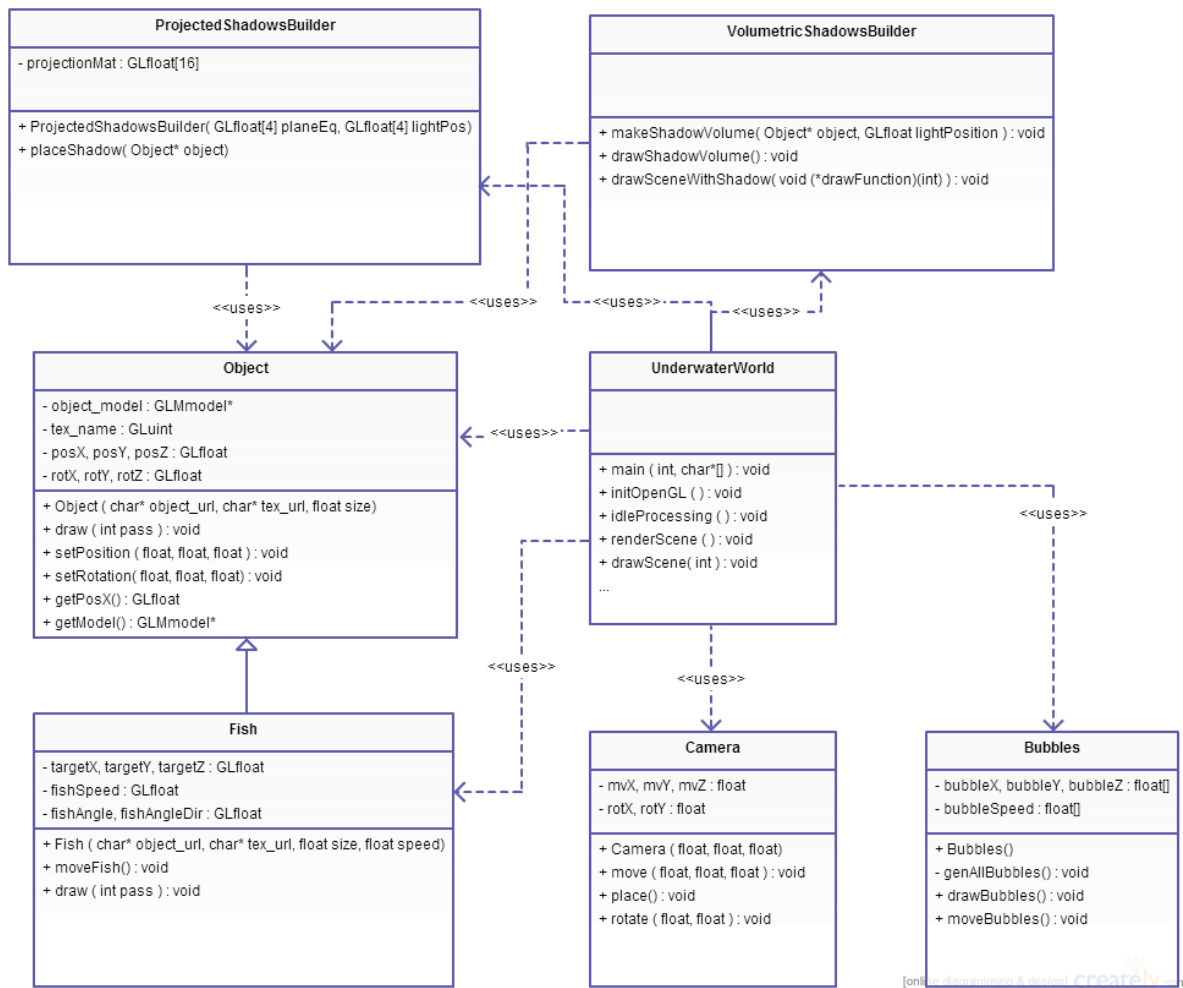 ProjectedShadowsBuilder
- projectionMat : GLfloat[16]
+ ProjectedShadowsBuilder( GLfloat[4] planeEq, GLfloat[4] lightPos)
+ placeShadow( Object* object)
VolumetricShadowsBuilder
+ makeShadowVolume( Object* object, GLfloat lightPosition ) : void
+ drawShadowVolume() : void
+ drawSceneWithShadow( void (*drawFunction)(int) ) : void
<<uses>>
<<uses>>
<<uses>>
<<uses>>
Object
- object_model : GLMmodel*
- tex_name : GLuint
- posX, posY, posZ : GLfloat
- rotX, rotY, rotZ : GLfloat
+ Object ( char* object_url, char* tex_url, float size)
+ draw ( int pass ) : void
+ setPosition ( float, float, float ) : void
+ setRotation( float, float, float) : void
+ getPosX() : GLfloat
+ getModel() : GLMmodel*
<<uses>>
UnderwaterWorld
+ main ( int, char*[] ) : void
+ initOpenGL ( ) : void
+ idleProcessing ( ) : void
+ renderScene ( ) : void
+ drawScene( int ) : void
...
<<uses>>
<<uses>>
<<uses>>
Fish
- targetX, targetY, targetZ : GLfloat
- fishSpeed : GLfloat
- fishAngle, fishAngleDir : GLfloat
+ Fish ( char* object_url, char* tex_url, float size, float speed)
+ moveFish() : void
+ draw ( int pass ) : void
Camera
- mvX, mvY, mvZ : float
- rotX, rotY : float
+ Camera ( float, float, float)
+ move ( float, float, float ) : void
+ place() : void
+ rotate ( float, float ) : void
Bubbles
- bubbleX, bubbleY, bubbleZ : float[]
- bubbleSpeed : float[]
+ Bubbles()
- genAllBubbles() : void
+ drawBubbles() : void
+ moveBubbles() : void
[online diagramming & design] creately.com